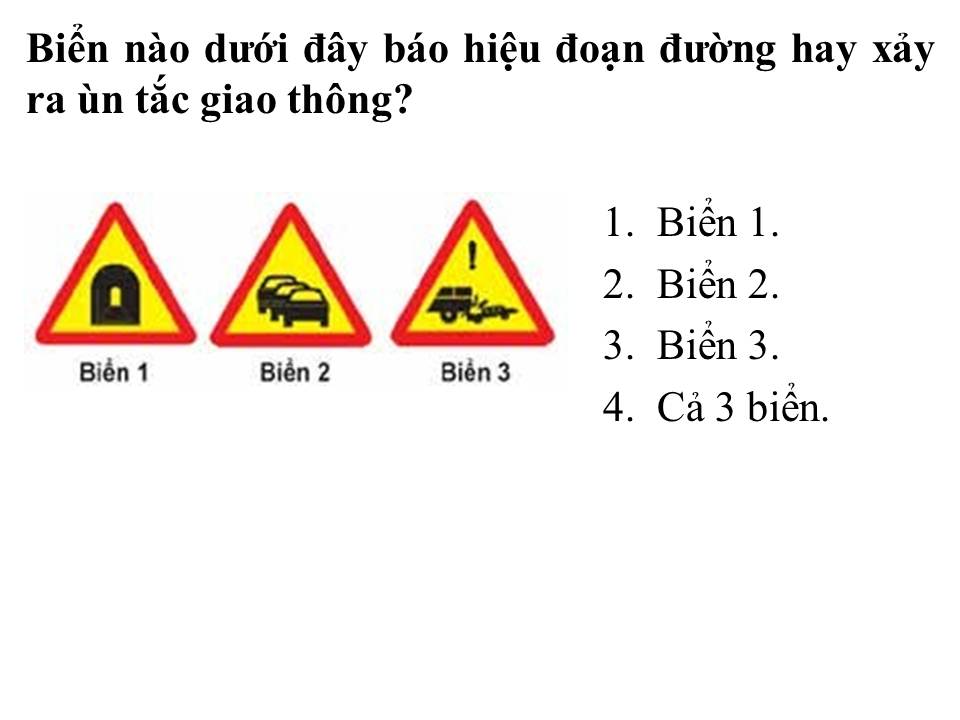 Biển nào dưới đây báo hiệu đoạn đường hay xảy
ra ùn tắc giao thông?
1. Biển 1.
2. Biển 2.
3. Biển 3.
4. Cả 3 biển.
!
Biển 1
Biển 2
Biển 3